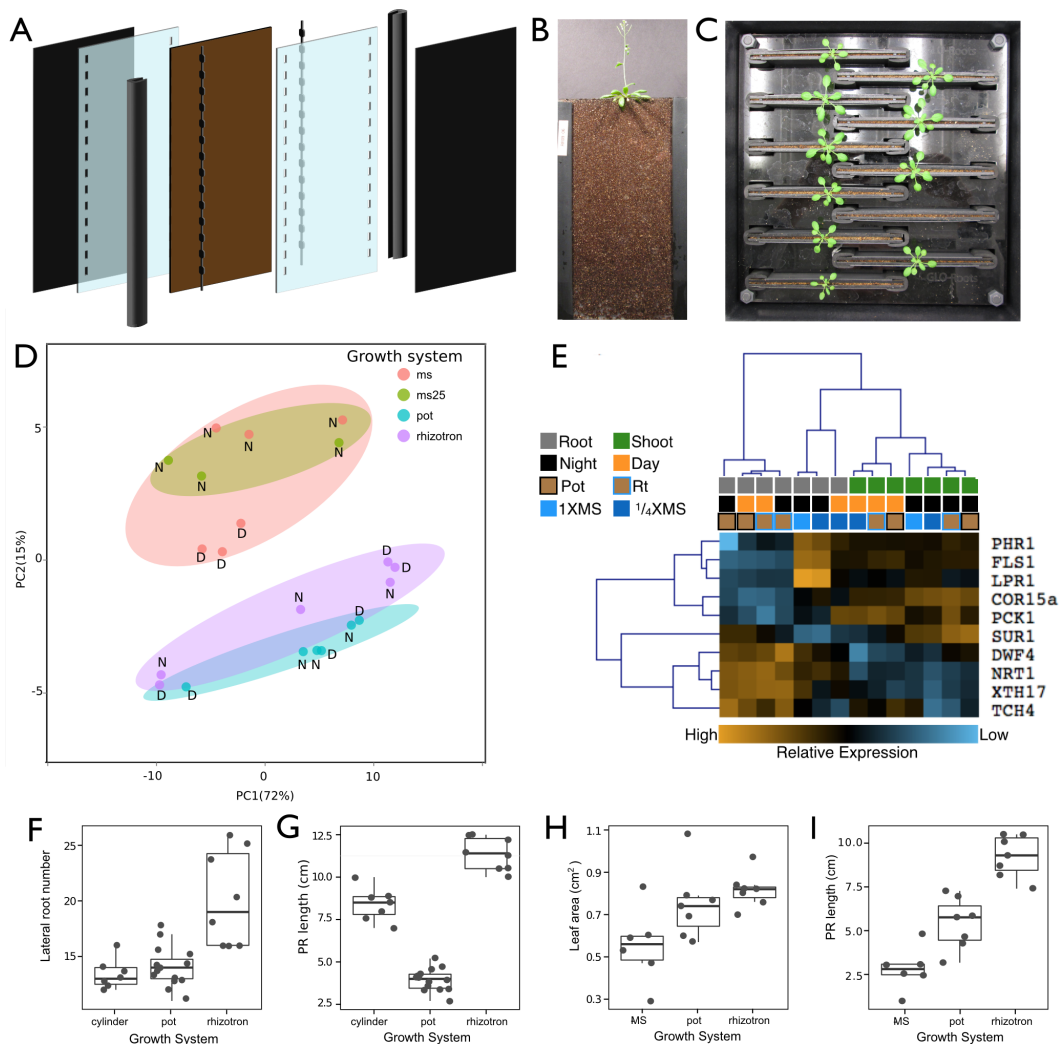 A
B
C
GLO-Roots
D
Growth system
ms
ms25
pot
rhizotron
5
0
-5
PC2(15%)
N
N
N
N
N
N
D
D
D
D
D
N
N
D
N
N
N
D
N
D
D
-10
0
10
PC1(72%)
E
Root
Shoot
Night
Day
Pot
Rt
1XMS
1/4XMS
PHR1
FLS1
LPR1
COR15a
PCK1
SUR1
DWF4
NRT1
XTH17
TCH4
High
Low
Relative Expression
F
Lateral root number
25
20
15
cylinder pot rhizotron
Growth System
G
PR length (cm)
12.5
10.0
7.5
5.0
2.5
cylinder pot rhizotron
Growth System
H
Leaf area (cm²)
1.1
0.9
0.7
0.5
0.3
MS pot rhizotron
Growth System
I
PR length (cm)
10.0
7.5
5.0
2.5
MS pot rhizotron
Growth System